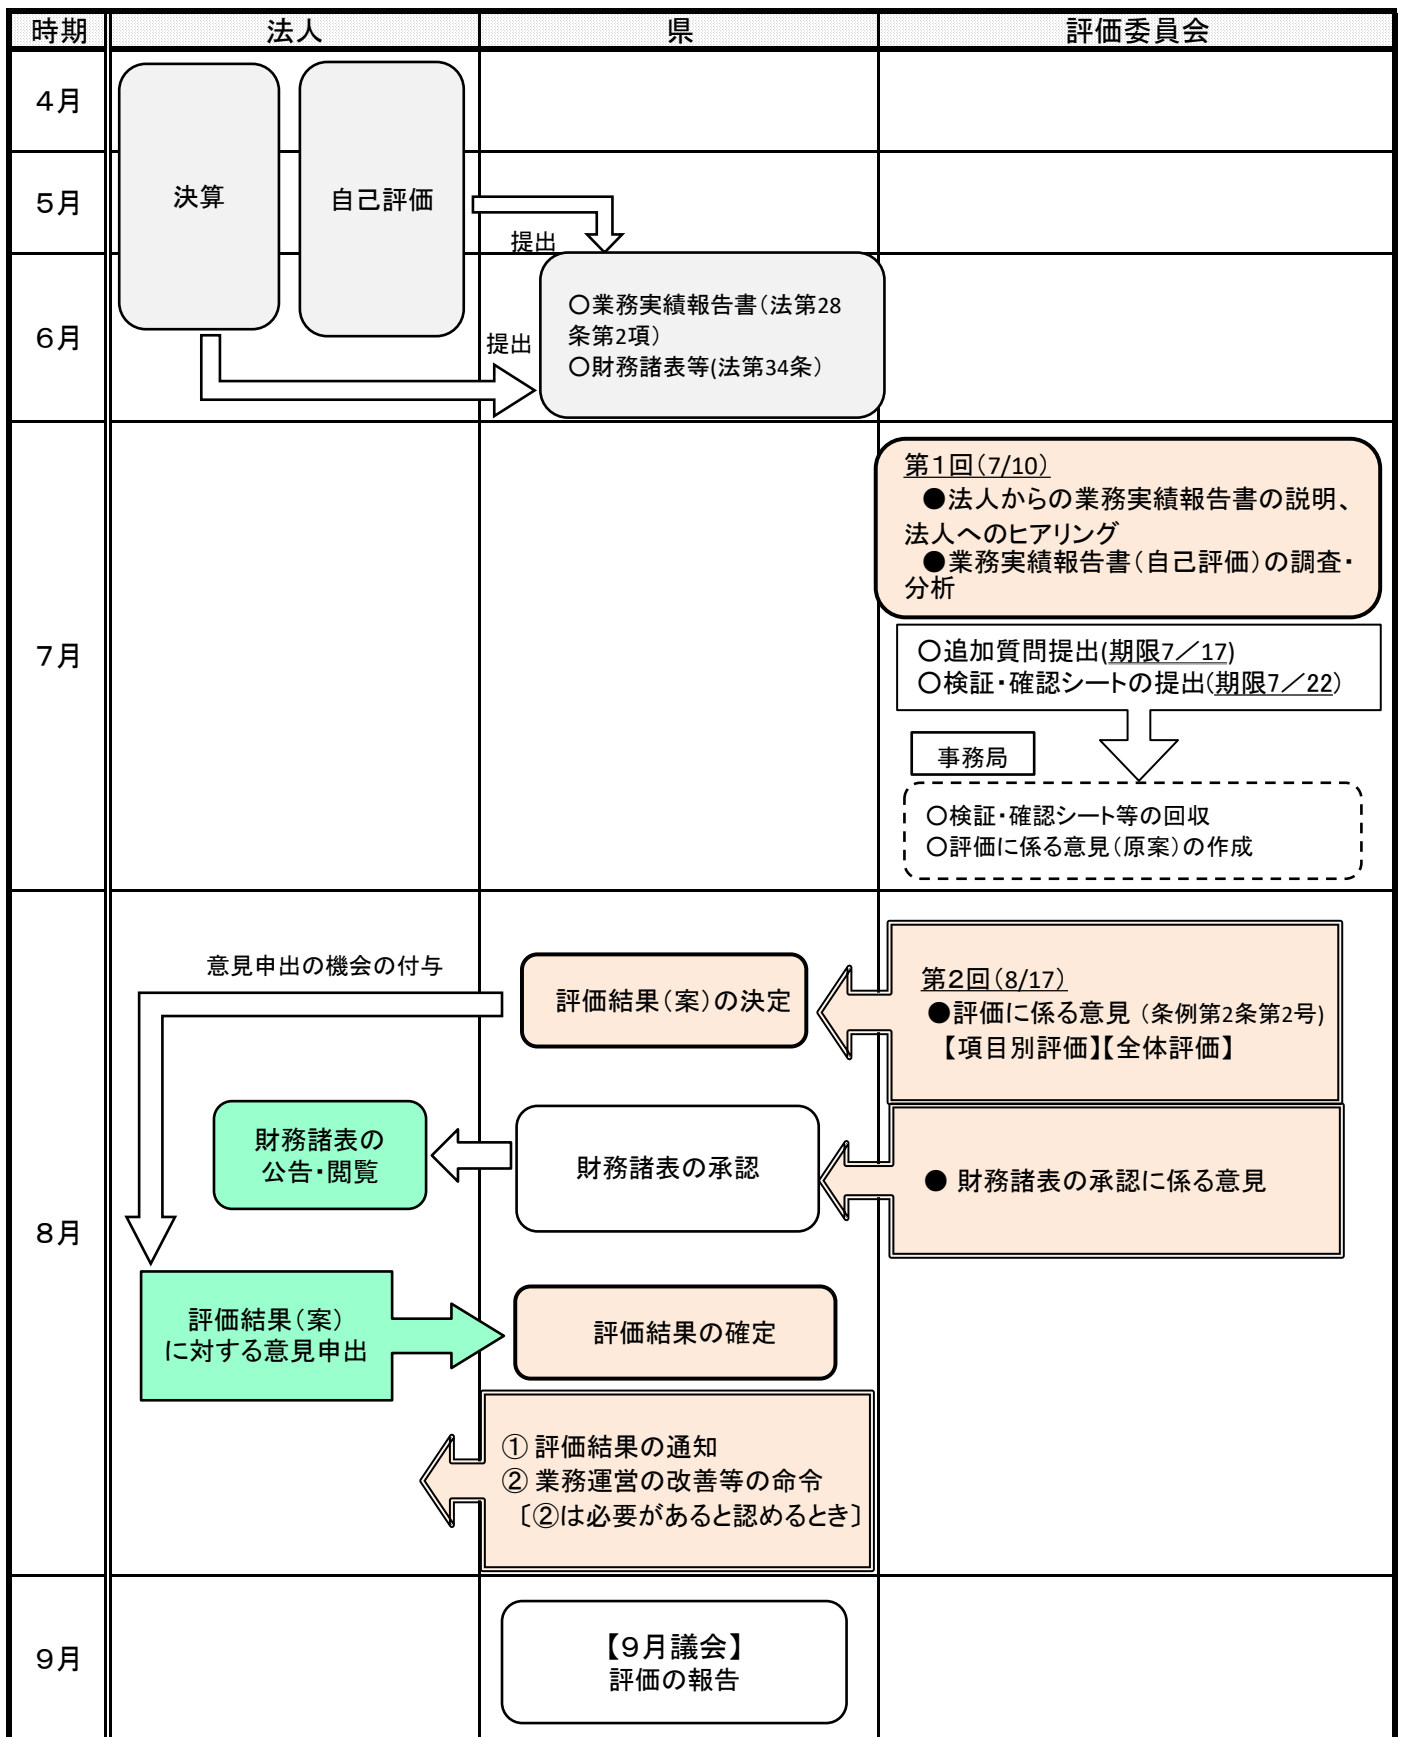 時期 法人 県 評価委員会
４月
５月
決算
自己評価
提出
６月
提出
〇業務実績報告書（法第28
条第2項）
〇財務諸表等(法第34条）
７月
第１回（7/10）
●法人からの業務実績報告書の説明、
法人へのヒアリング
●業務実績報告書（自己評価）の調査・
分析
〇追加質問提出(期限7／17)
〇検証・確認シートの提出（期限7／22）
事務局
〇検証・確認シート等の回収
〇評価に係る意見（原案）の作成
８月
意見申出の機会の付与
評価結果（案）の決定
第２回（8/17）
●評価に係る意見（条例第2条第2号)
【項目別評価】【全体評価】
財務諸表の
公告・閲覧
財務諸表の承認
● 財務諸表の承認に係る意見
評価結果（案）
に対する意見申出
評価結果の確定
① 評価結果の通知
② 業務運営の改善等の命令
〔②は必要があると認めるとき〕
９月
【９月議会】
評価の報告